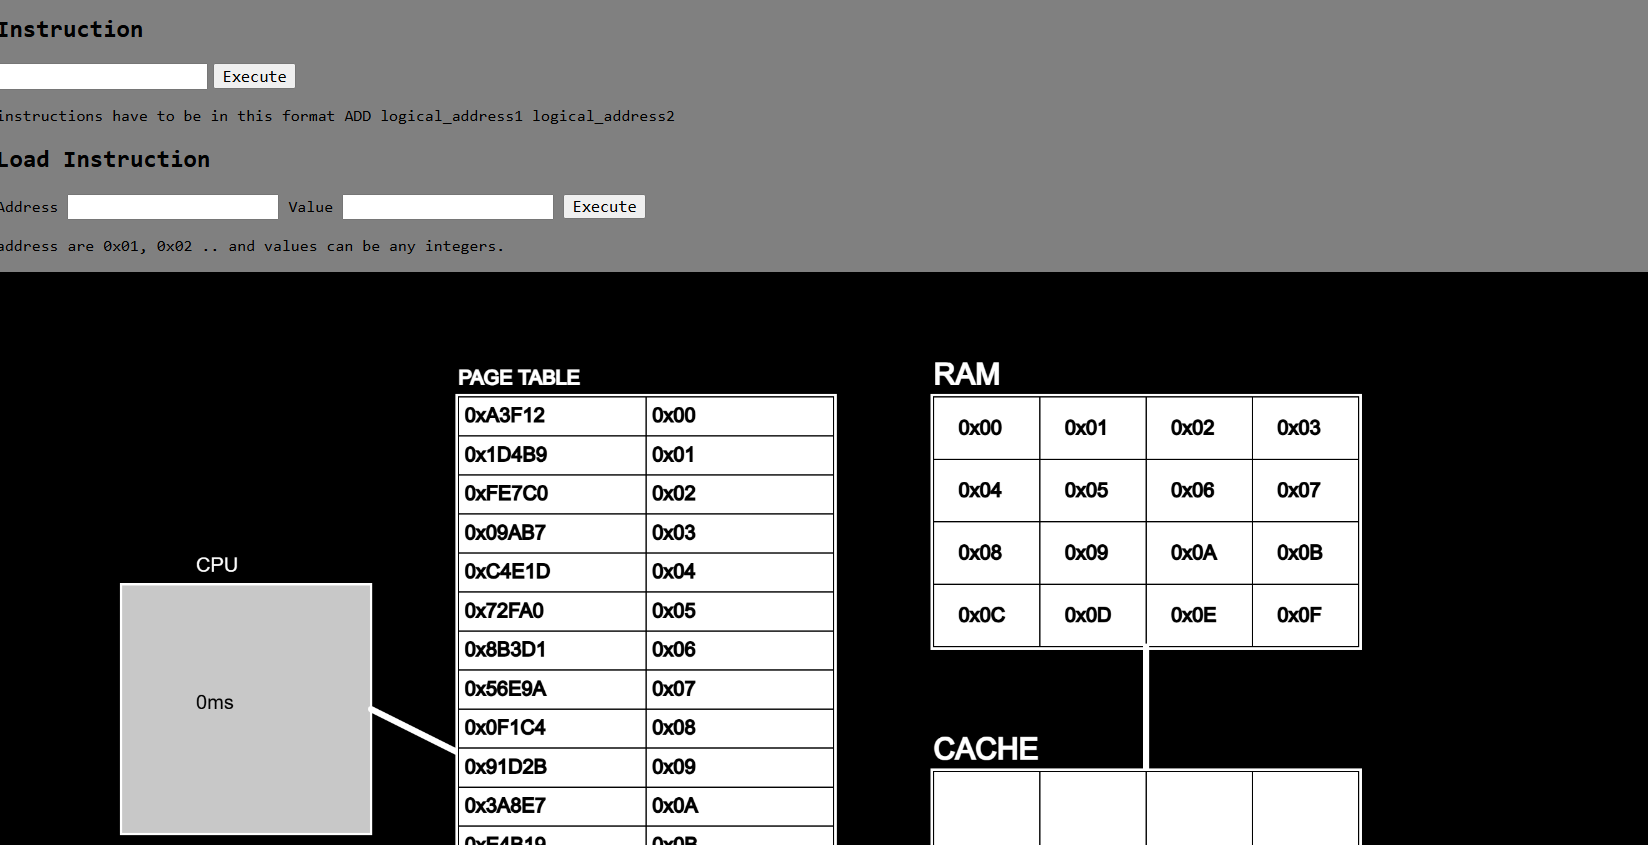 Instruction
Execute
instructions have to be in this format ADD logical_address1 logical_address2
Load Instruction
Address Value Execute
address are 0x01, 0x02 .. and values can be any integers.
CPU
0ms
PAGE TABLE
0xA3F12 0x00
0x1D4B9 0x01
0xFE7C0 0x02
0x09AB7 0x03
0xC4E1D 0x04
0x72FA0 0x05
0x8B3D1 0x06
0x56E9A 0x07
0x0F1C4 0x08
0x91D2B 0x09
0x3A8E7 0x0A
0xE4B19 0x0B
RAM
0x00 0x01 0x02 0x03
0x04 0x05 0x06 0x07
0x08 0x09 0x0A 0x0B
0x0C 0x0D 0x0E 0x0F
CACHE